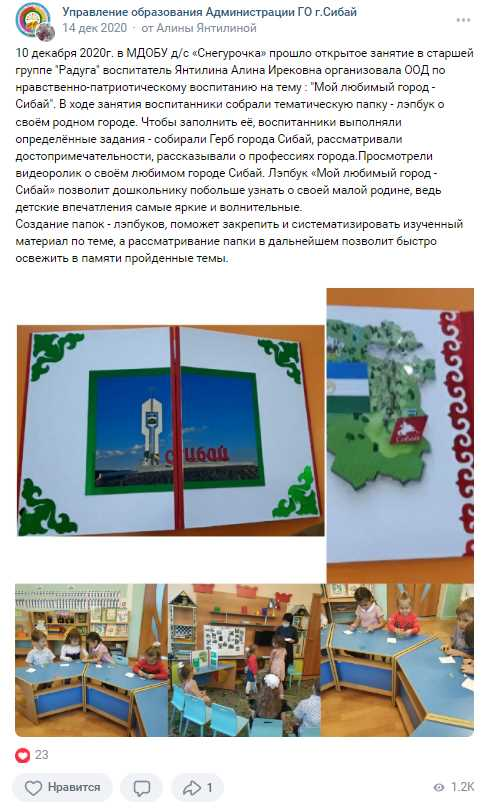 Управление образования Администрации ГО г.Сибай
14 дек 2020 · от Алины Янтилиной
10 декабря 2020г. в МДОБУ д/с «Снегурочка» прошло открытое занятие в старшей
группе "Радуга" воспитатель Янтилина Алина Ирековна организовала ООД по
нравственно-патриотическому воспитанию на тему : "Мой любимый город -
Сибай". В ходе занятия воспитанники собрали тематическую папку - лэпбук о
своём родном городе. Чтобы заполнить её, воспитанники выполняли
определённые задания - собирали Герб города Сибай, рассматривали
достопримечательности, рассказывали о профессиях города.Просмотрели
видеоролик о своём любимом городе Сибай. Лэпбук «Мой любимый город -
Сибай» позволит дошкольнику побольше узнать о своей малой родине, ведь
детские впечатления самые яркие и волнительные.
Создание папок - лэпбуков, поможет закрепить и систематизировать изученный
материал по теме, а рассматривание папки в дальнейшем позволит быстро
освежить в памяти пройденные темы.
Сибай
Сибай
23
Нравится
1
1.2K